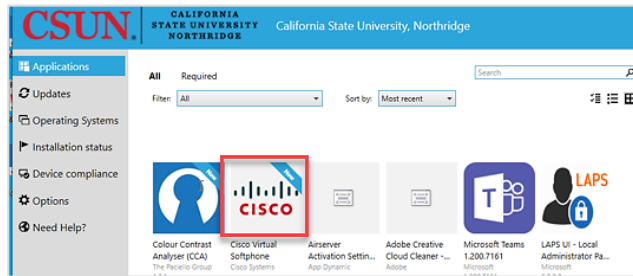 CSUN.
CALIFORNIA
STATE UNIVERSITY
NORTHRIDGE
California State University, Northridge
Applications
Updates
Operating Systems
Installation status
Device compliance
Options
Need Help?
All Required
Search
Filter: All
Sort by: Most recent
New
New
CISCO
T
LAPS
Colour Contrast
Analyser (CCA)
The Paciello Group
Cisco Virtual
Softphone
Cisco Systems
Airserver
Activation Settin...
App Dynamic
Adobe Creative
Cloud Cleaner -...
Adobe
Microsoft Teams
1.200.7161
Microsoft
LAPS UI - Local
Administrator Pa...
Microsoft